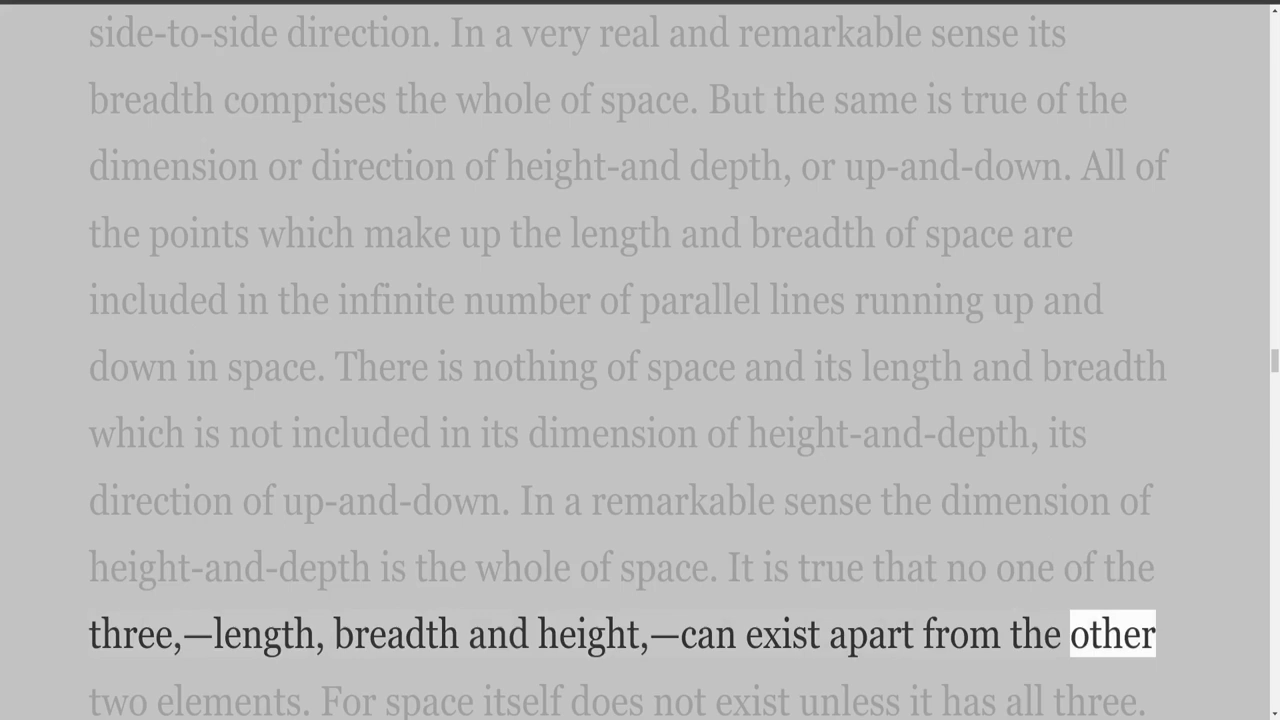 side-to-side direction. In a very real and remarkable sense its
breadth comprises the whole of space. But the same is true of the
dimension or direction of height-and depth, or up-and-down. All of
the points which make up the length and breadth of space are
included in the infinite number of parallel lines running up and
down in space. There is nothing of space and its length and breadth
which is not included in its dimension of height-and-depth, its
direction of up-and-down. In a remarkable sense the dimension of
height-and-depth is the whole of space. It is true that no one of the
three,—length, breadth and height,—can exist apart from the other
two elements. For space itself does not exist unless it has all three.